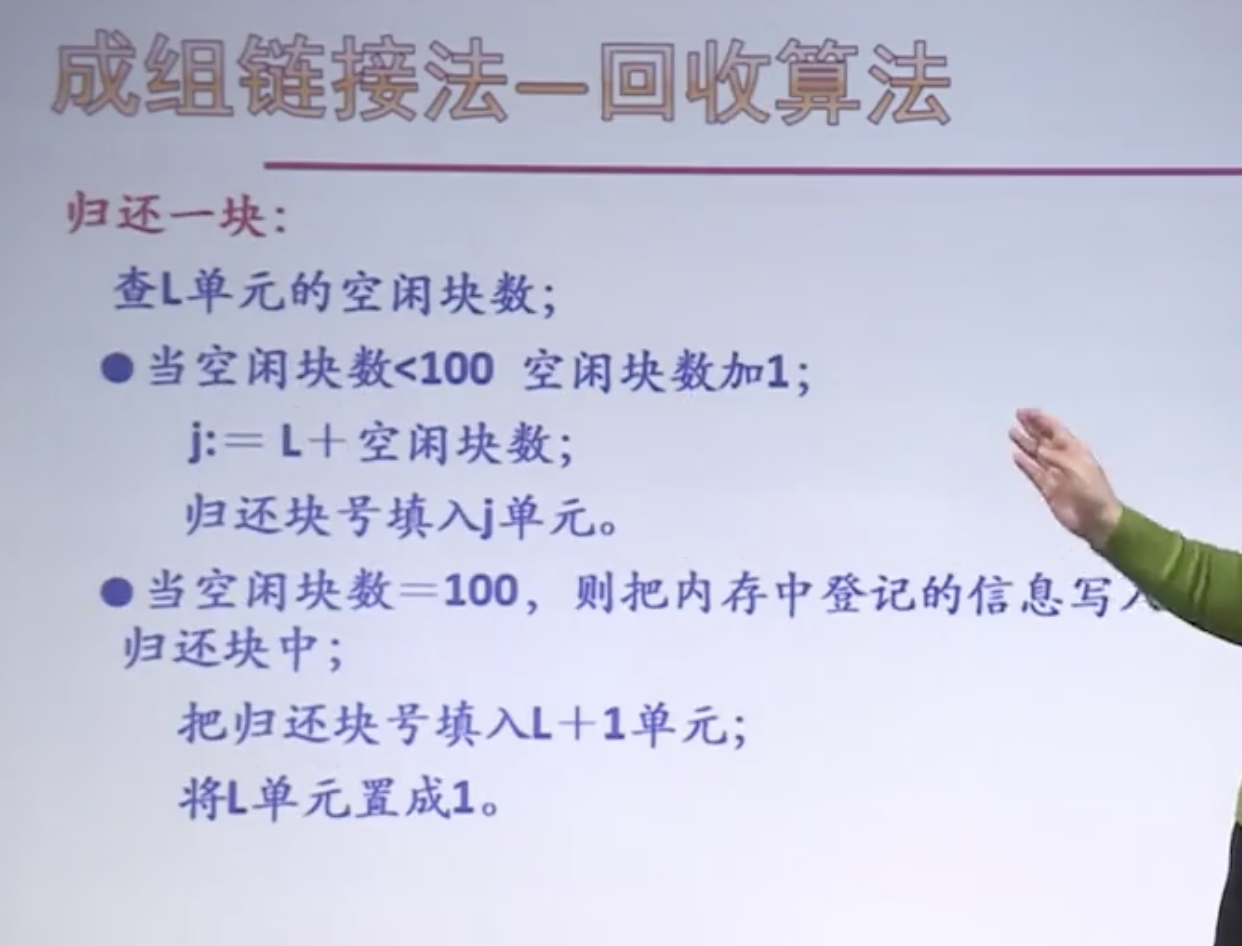 成组链接法—回收算法
归还一块：
查L单元的空闲块数；
●当空闲块数<100 空闲块数加1；
j:＝ L＋空闲块数；
归还块号填入j单元。
●当空闲块数＝100，则把内存中登记的信息写入
归还块中；
把归还块号填入L＋1单元；
将L单元置成1。